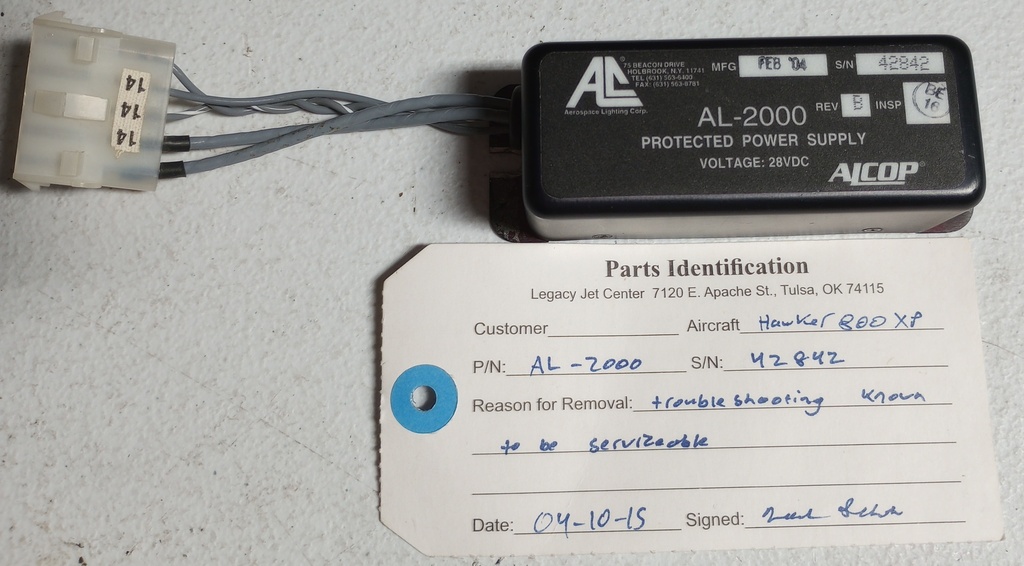 14
14
14
AL
75 BEACON DRIVE
HOLBROOK, N.Y. 11741
TEL (631) 563-6400
FAX: (631) 563-8781
Aerospace Lighting Corp.
MFG FEB '04 S/N 42842
AL-2000 REV B INSP
PROTECTED POWER SUPPLY
VOLTAGE: 28VDC
ALCOP®
Parts Identification
Legacy Jet Center 7120 E. Apache St., Tulsa, OK 74115
Customer Aircraft Hawker 800 XP
P/N: AL-2000 S/N: 42842
Reason for Removal: troubleshooting known
to be serviceable
Date: 04-10-15 Signed: